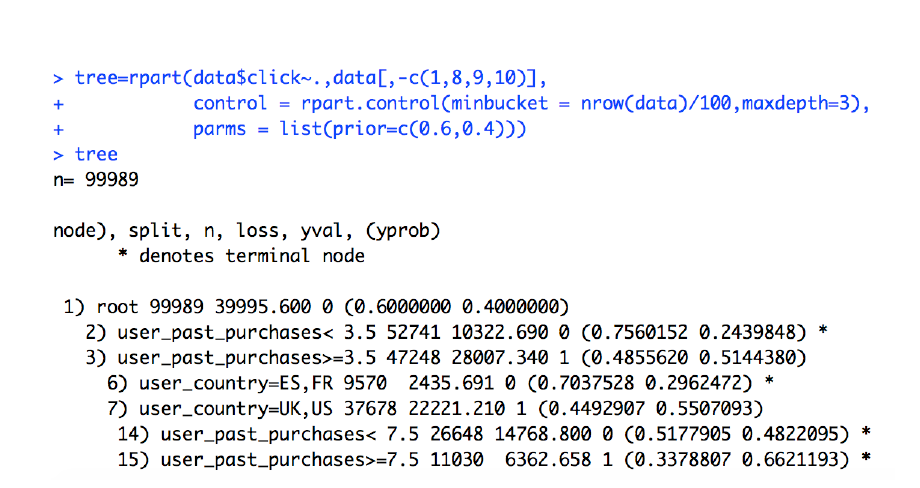 > tree=rpart(data$click~.,data[,-c(1,8,9,10)],
+            control = rpart.control(minbucket = nrow(data)/100,maxdepth=3),
+            parms = list(prior=c(0.6,0.4)))
> tree
n= 99989

node), split, n, loss, yval, (yprob)
      * denotes terminal node

 1) root 99989 39995.600 0 (0.6000000 0.4000000)
   2) user_past_purchases< 3.5 52741 10322.690 0 (0.7560152 0.2439848) *
   3) user_past_purchases>=3.5 47248 28007.340 1 (0.4855620 0.5144380)
     6) user_country=ES,FR 9570  2435.691 0 (0.7037528 0.2962472) *
     7) user_country=UK,US 37678 22221.210 1 (0.4492907 0.5507093)
      14) user_past_purchases< 7.5 26648 14768.800 0 (0.5177905 0.4822095) *
      15) user_past_purchases>=7.5 11030  6362.658 1 (0.3378807 0.6621193) *